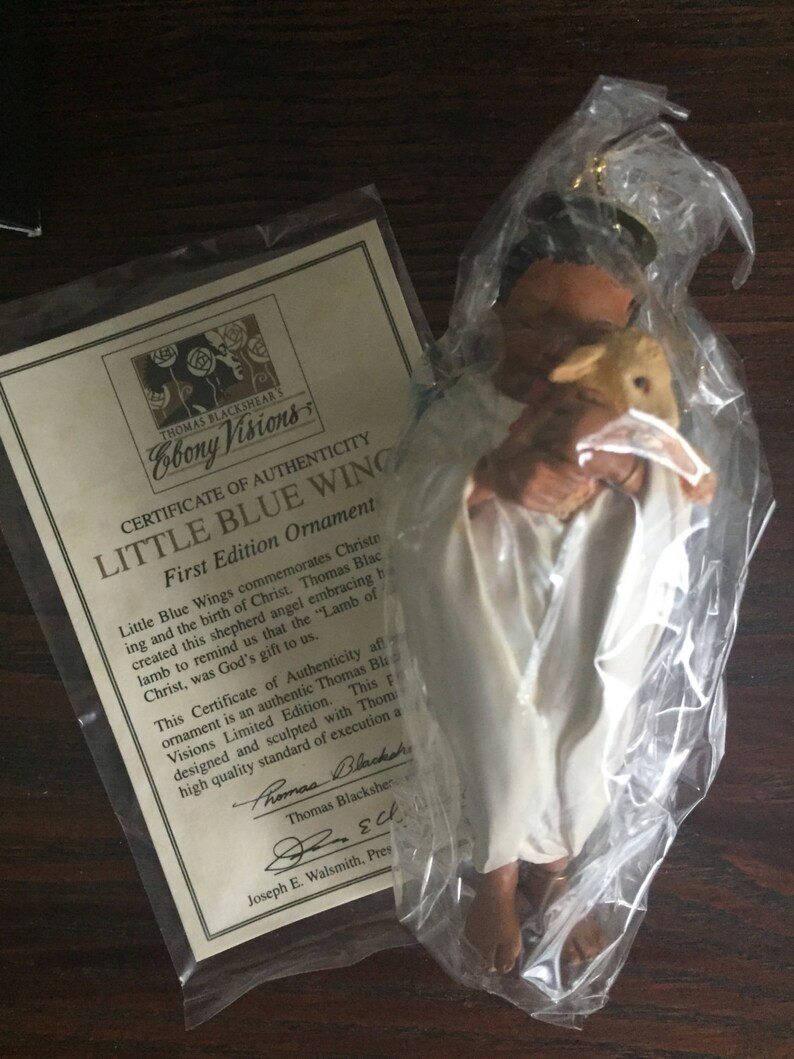 THOMAS BLACKSHEAR'S
Ebony Visions
CERTIFICATE OF AUTHENTICITY
LITTLE BLUE WING
First Edition Ornament
Little Blue Wings commemorates Christm
ing and the birth of Christ. Thomas Blac
created this shepherd angel embracing h
lamb to remind us that the "Lamb of
Christ, was God's gift to us.
This Certificate of Authenticity aff
ornament is an authentic Thomas Bla
Visions Limited Edition. This
designed and sculpted with Thoma
high quality standard of execution a
Thomas Blackshe
Thomas Blackshea
Joseph E. Walsmith, Pres